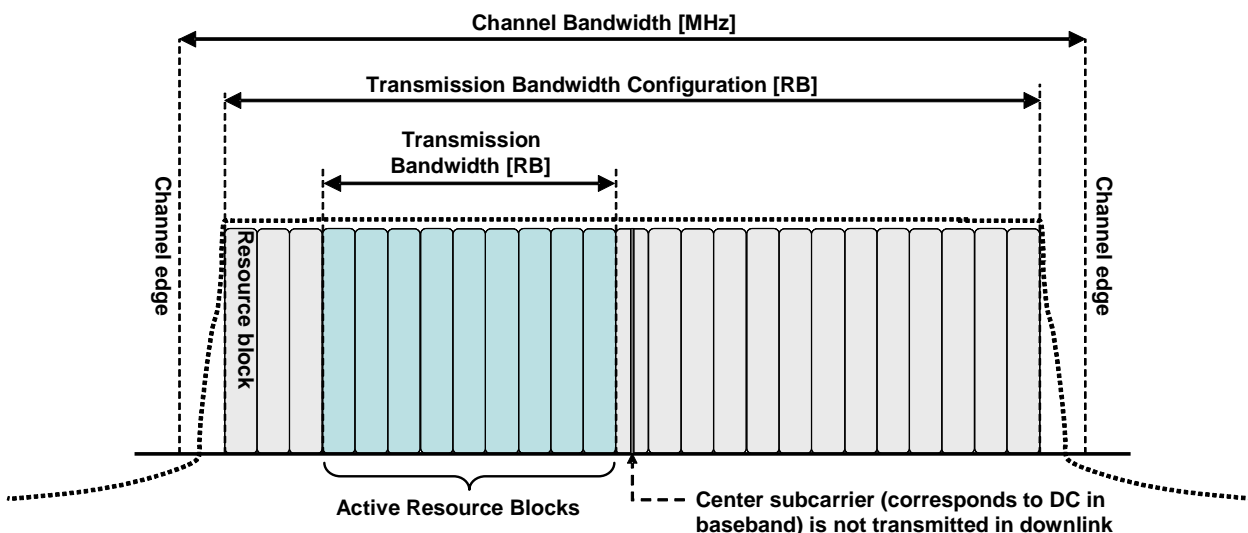 Channel Bandwidth [MHz]
Transmission Bandwidth Configuration [RB]
Transmission
Bandwidth [RB]
Channel edge
Channel edge
Resource block
Active Resource Blocks
Center subcarrier (corresponds to DC in
baseband) is not transmitted in downlink